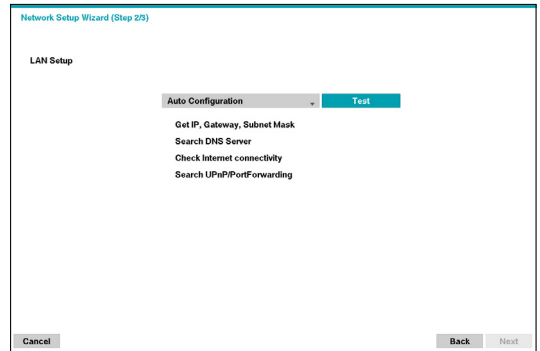 Network Setup Wizard (Step 2/3)
LAN Setup
Auto Configuration Test
Get IP, Gateway, Subnet Mask
Search DNS Server
Check Internet connectivity
Search UPnP/PortForwarding
Cancel Back Next